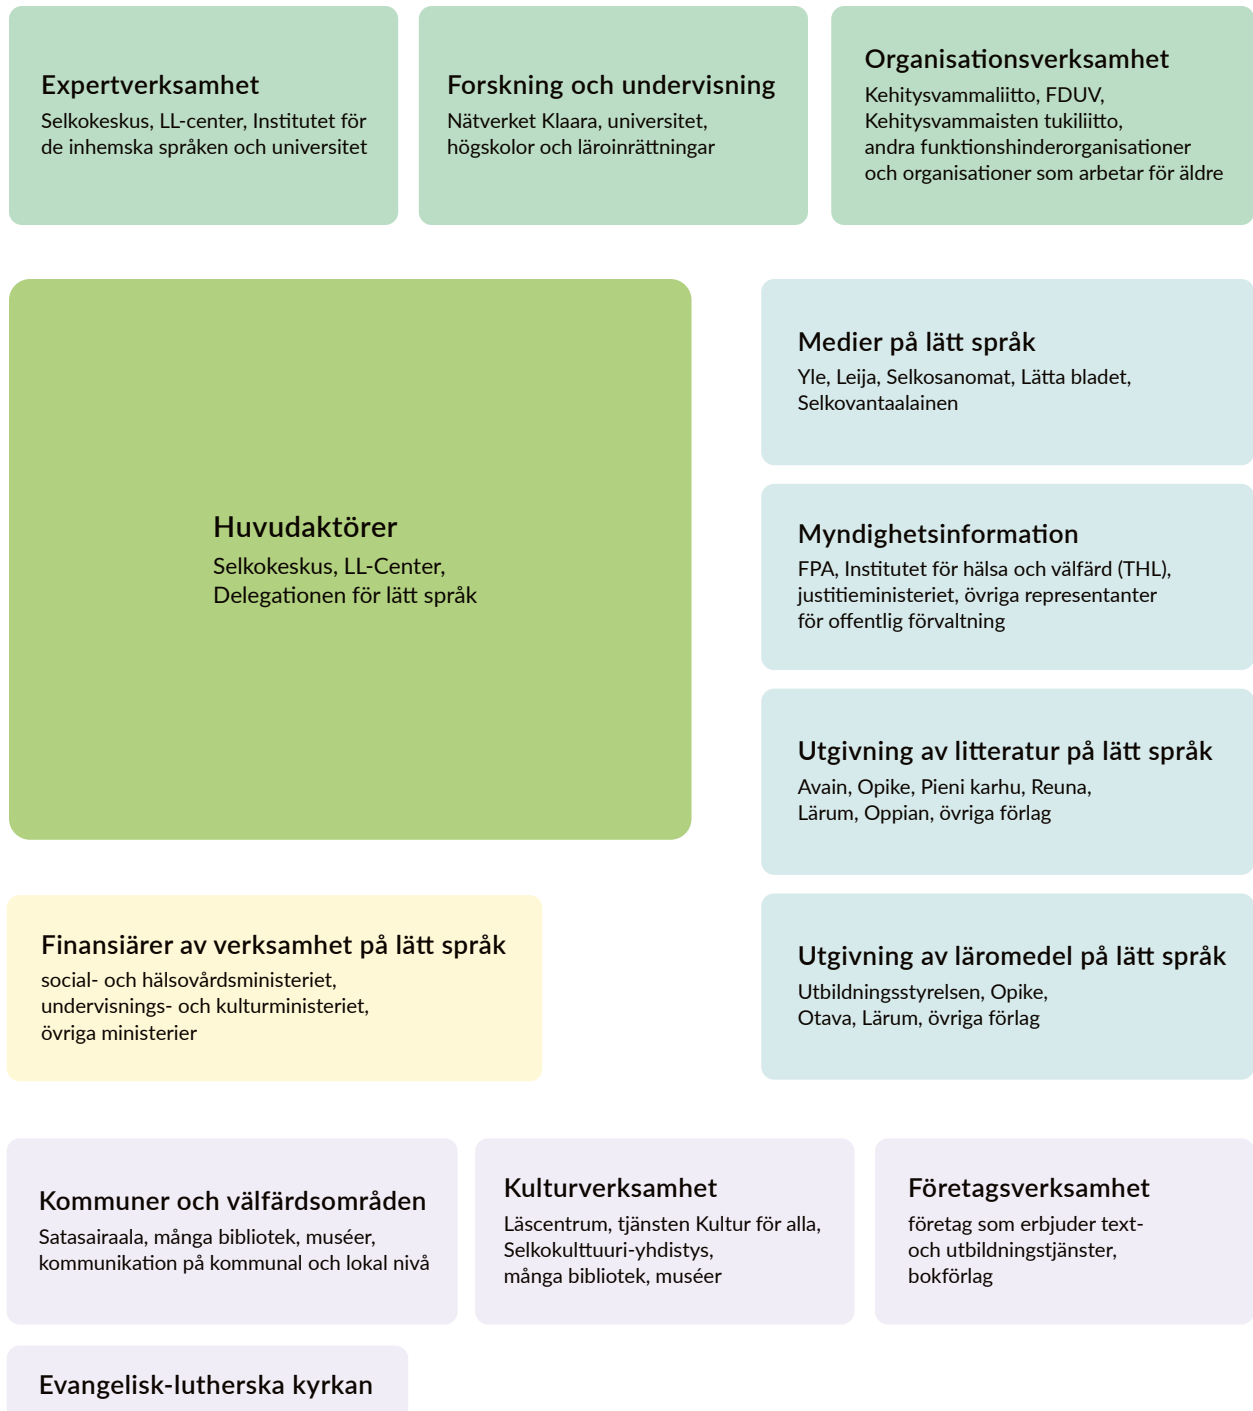 Expertverksamhet
Selkokeskus, LL-center, Institutet för
de inhemska språken och universitet
Forskning och undervisning
Nätverket Klaara, universitet,
högskolor och läroinrättningar
Organisationsverksamhet
Kehitysvammaliitto, FDUV,
Kehitysvammaisten tukiliitto,
andra funktionshinderorganisationer
och organisationer som arbetar för äldre
Huvudaktörer
Selkokeskus, LL-Center,
Delegationen för lätt språk
Medier på lätt språk
Yle, Leija, Selkosanomat, Lätta bladet,
Selkovantaalainen
Myndighetsinformation
FPA, Institutet för hälsa och välfärd (THL),
justitieministeriet, övriga representanter
för offentlig förvaltning
Utgivning av litteratur på lätt språk
Avain, Opike, Pieni karhu, Reuna,
Lärum, Oppian, övriga förlag
Finansiärer av verksamhet på lätt språk
social- och hälsovårdsministeriet,
undervisnings- och kulturministeriet,
övriga ministerier
Utgivning av läromedel på lätt språk
Utbildningsstyrelsen, Opike,
Otava, Lärum, övriga förlag
Kommuner och välfärdsområden
Satasairaala, många bibliotek, muséer,
kommunikation på kommunal och lokal nivå
Kulturverksamhet
Läscentrum, tjänsten Kultur för alla,
Selkokulttuuri-yhdistys,
många bibliotek, muséer
Företagsverksamhet
företag som erbjuder text-
och utbildningstjänster,
bokförlag
Evangelisk-lutherska kyrkan